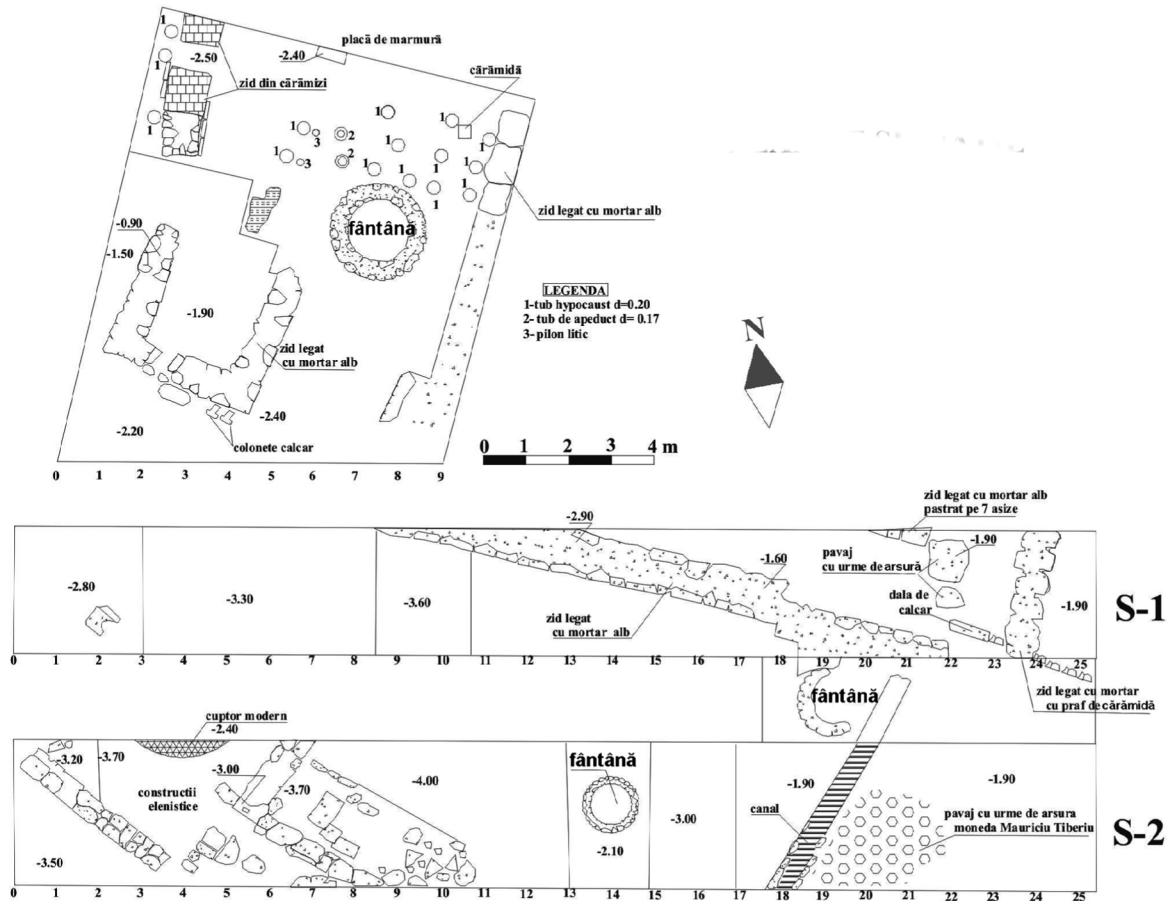 1
1
1
-2.50
zid din cărămizi
placă de marmură
-2.40
cărămidă
1
1
1
3
2
1
1
1
3
2
1
1
1
1
1
1
1
zid legat cu mortar alb
fântână
-0.90
-1.50
-1.90
zid legat
cu mortar alb
-2.40
-2.20
colonete calcar
0 1 2 3 4 5 6 7 8 9
LEGENDA
1-tub hypocaust d=0.20
2- tub de apeduct d= 0.17
3- pilon litic
N
0 1 2 3 4 m
zid legat cu mortar alb
pastrat pe 7 asize
-2.90
-1.60
-1.90
pavaj
cu urme de arsură
dala de
calcar
-2.80
-3.30
-3.60
zid legat
cu mortar alb
-1.90
S-1
0 1 2 3 4 5 6 7 8 9 10 11 12 13 14 15 16 17 18 19 20 21 22 23 24 25
fântână
zid legat cu mortar
cu praf de cărămidă
cuptor modern
-2.40
-3.20
-3.70
-3.00
-3.70
-4.00
constructii
elenistice
-3.50
fântână
-2.10
-3.00
-1.90
canal
-1.90
pavaj cu urme de arsura
moneda Mauriciu Tiberiu
S-2
0 1 2 3 4 5 6 7 8 9 10 11 12 13 14 15 16 17 18 19 20 21 22 23 24 25